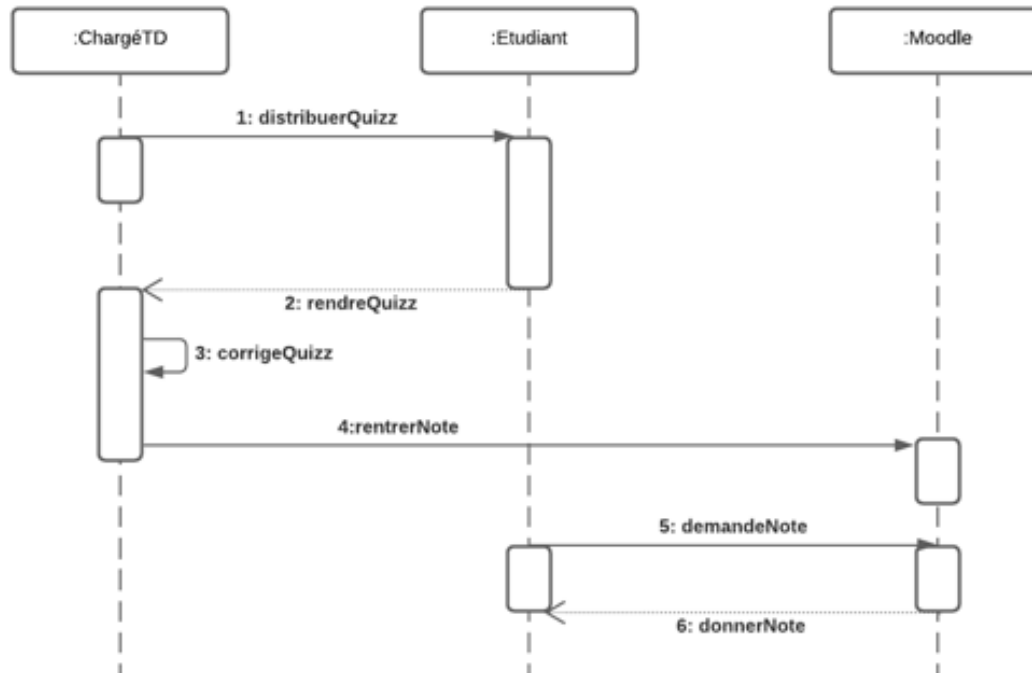 :ChargéTD
:Etudiant
:Moodle
1: distribuerQuizz
2: rendreQuizz
3: corrigeQuizz
4:rentrerNote
5: demandeNote
6: donnerNote